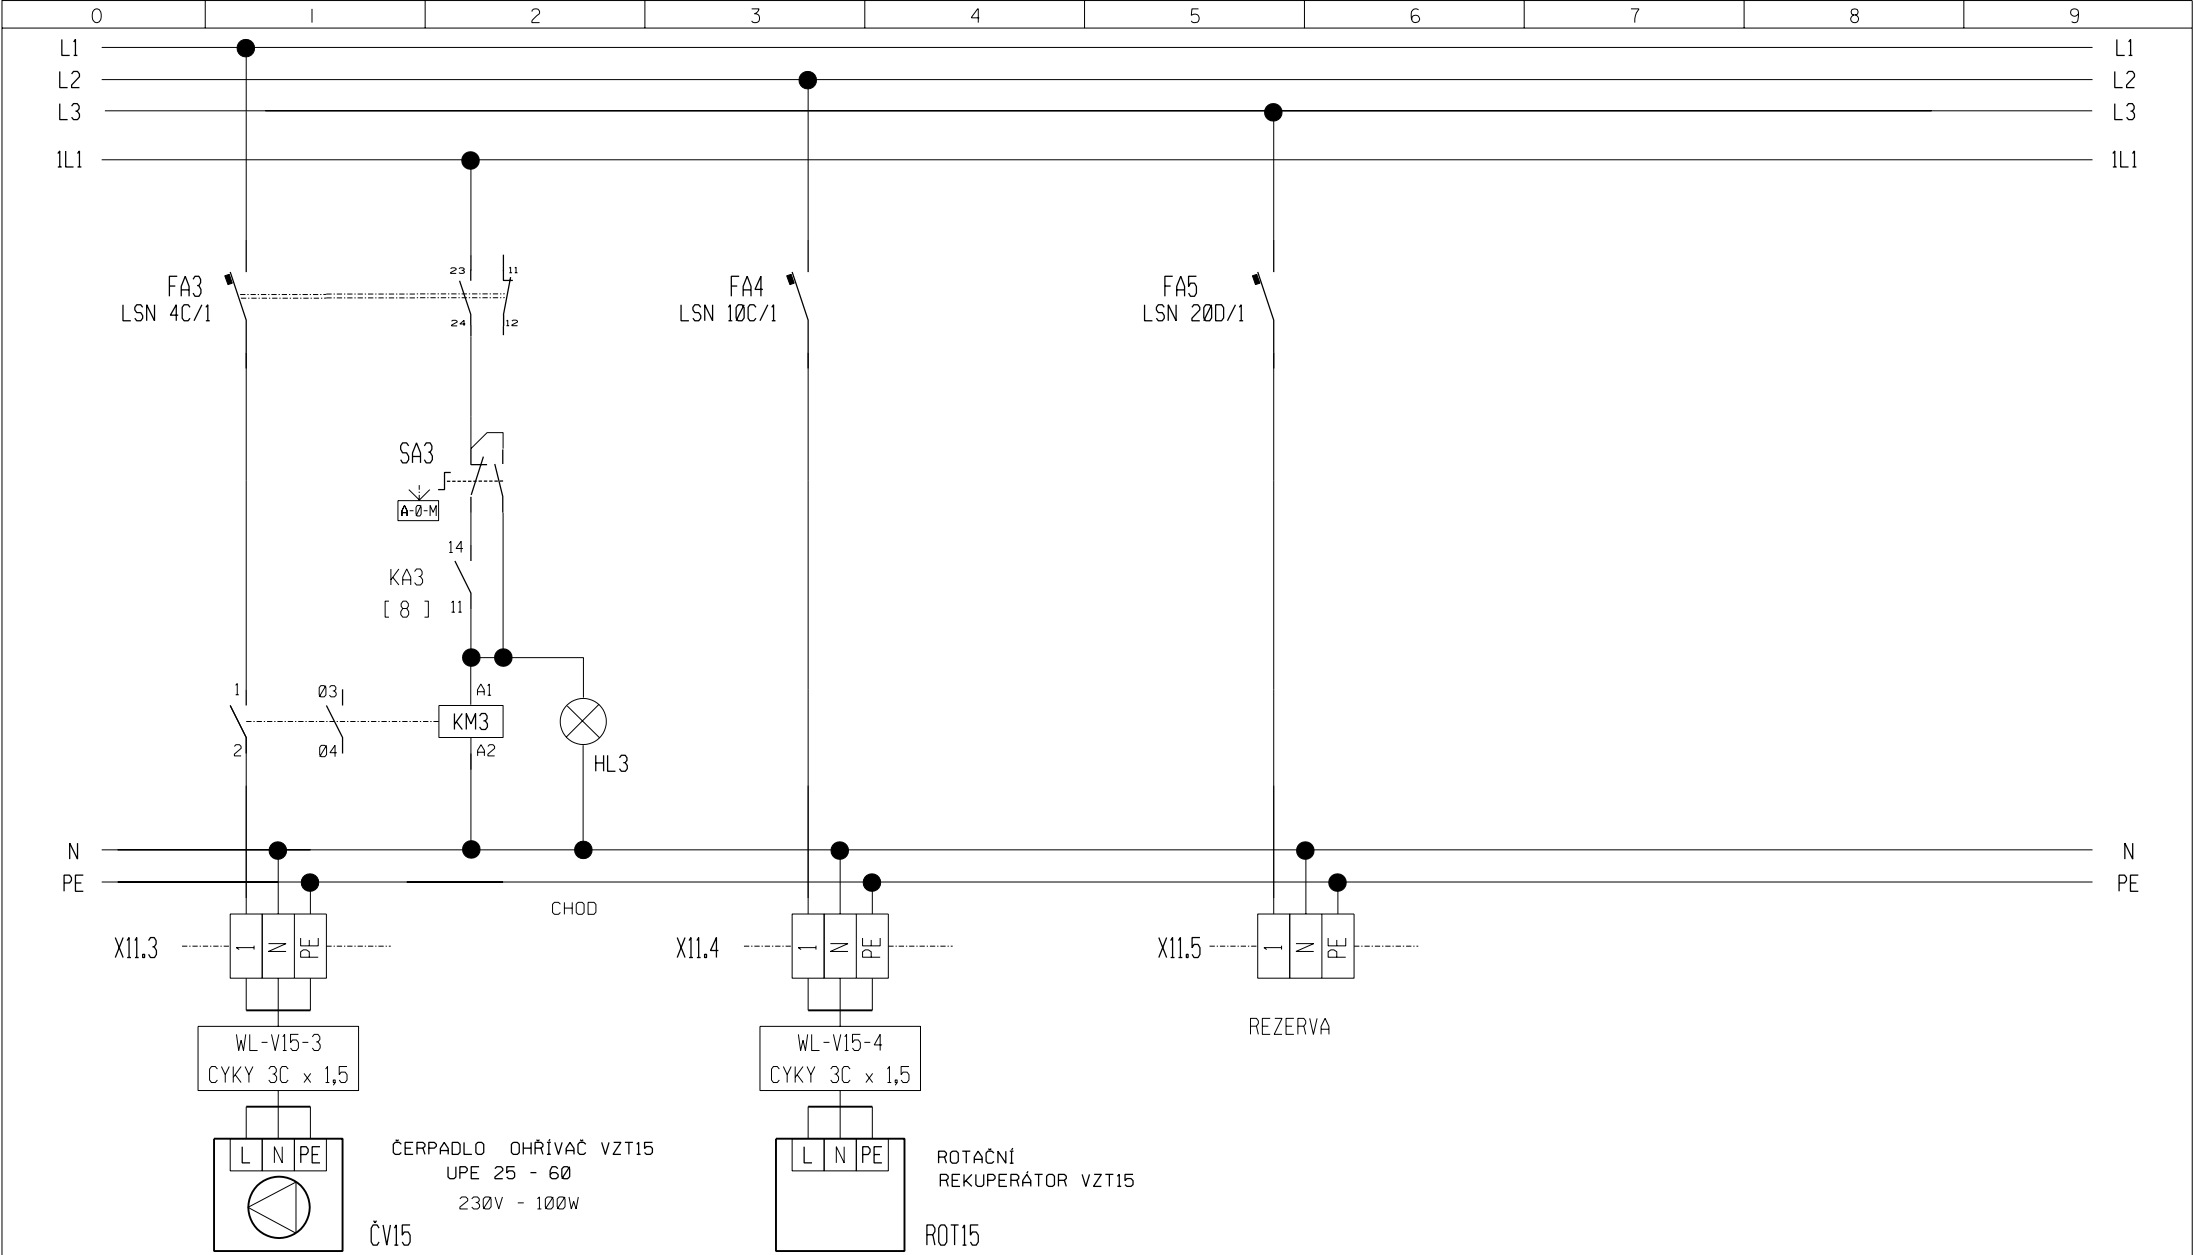 0 1 2 3 4 5 6 7 8 9
L1 L1
L2 L2
L3 L3
1L1 1L1
23 11
FA3 FA4 FA5
LSN 4C/1 LSN 10C/1 LSN 20D/1
24 12
SA3
A-0-M
14
KA3
[ 8 ] 11
1 03 A1
KM3
2 04 A2
HL3
N N
PE PE
CHOD
X11.3 1 N PE X11.4 1 N PE X11.5 1 N PE
REZERVA
WL-V15-3 WL-V15-4
CYKY 3C x 1,5 CYKY 3C x 1,5
L N PE ČERPADLO OHŘÍVAČ VZT15 L N PE ROTAČNÍ
UPE 25 - 60 REKUPERÁTOR VZT15
230V - 100W
ČV15 ROT15